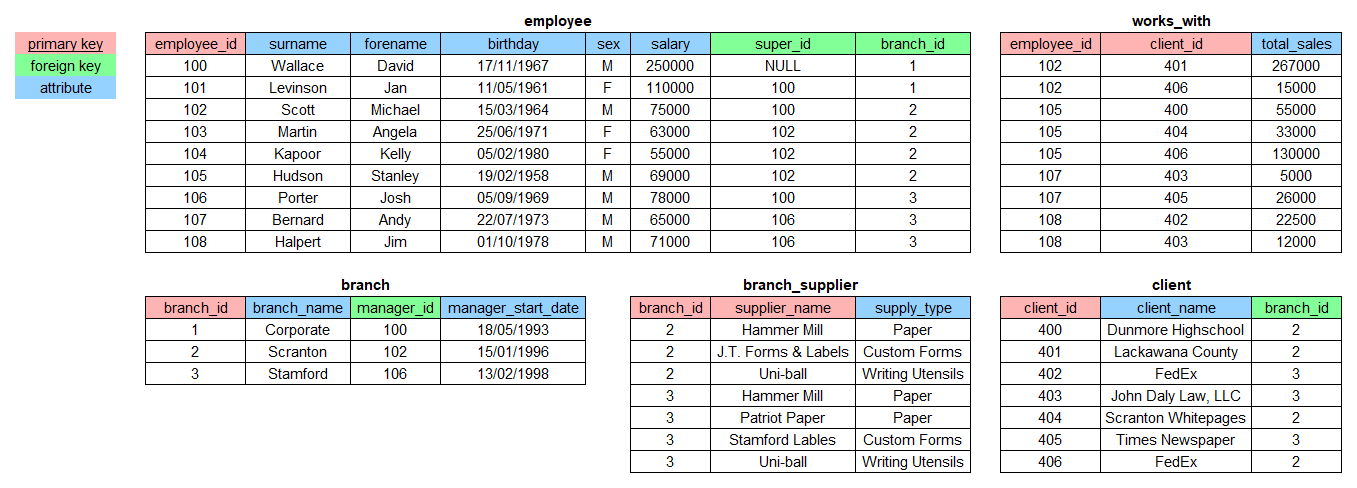 employee
employee_id surname forename birthday sex salary super_id branch_id
100 Wallace David 17/11/1967 M 250000 NULL 1
101 Levinson Jan 11/05/1961 F 110000 100 1
102 Scott Michael 15/03/1964 M 75000 100 2
103 Martin Angela 25/06/1971 F 63000 102 2
104 Kapoor Kelly 05/02/1980 F 55000 102 2
105 Hudson Stanley 19/02/1958 M 69000 102 2
106 Porter Josh 05/09/1969 M 78000 100 3
107 Bernard Andy 22/07/1973 M 65000 106 3
108 Halpert Jim 01/10/1978 M 71000 106 3
works_with
employee_id client_id total_sales
102 401 267000
102 406 15000
105 400 55000
105 404 33000
105 406 130000
107 403 5000
107 405 26000
108 402 22500
108 403 12000
primary key
foreign key
attribute
branch
branch_id branch_name manager_id manager_start_date
1 Corporate 100 18/05/1993
2 Scranton 102 15/01/1996
3 Stamford 106 13/02/1998
branch_supplier
branch_id supplier_name supply_type
2 Hammer Mill Paper
2 J.T. Forms & Labels Custom Forms
2 Uni-ball Writing Utensils
3 Hammer Mill Paper
3 Patriot Paper Paper
3 Stamford Lables Custom Forms
3 Uni-ball Writing Utensils
client
client_id client_name branch_id
400 Dunmore Highschool 2
401 Lackawana County 2
402 FedEx 3
403 John Daly Law, LLC 3
404 Scranton Whitepages 2
405 Times Newspaper 3
406 FedEx 2